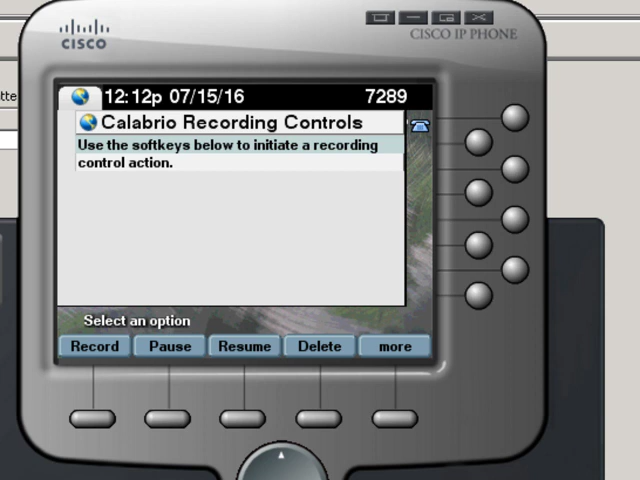 tte
CISCO
CISCO IP PHONE
12:12p 07/15/16 7289
Calabrio Recording Controls
Use the softkeys below to initiate a recording
control action.
Select an option
Record Pause Resume Delete more